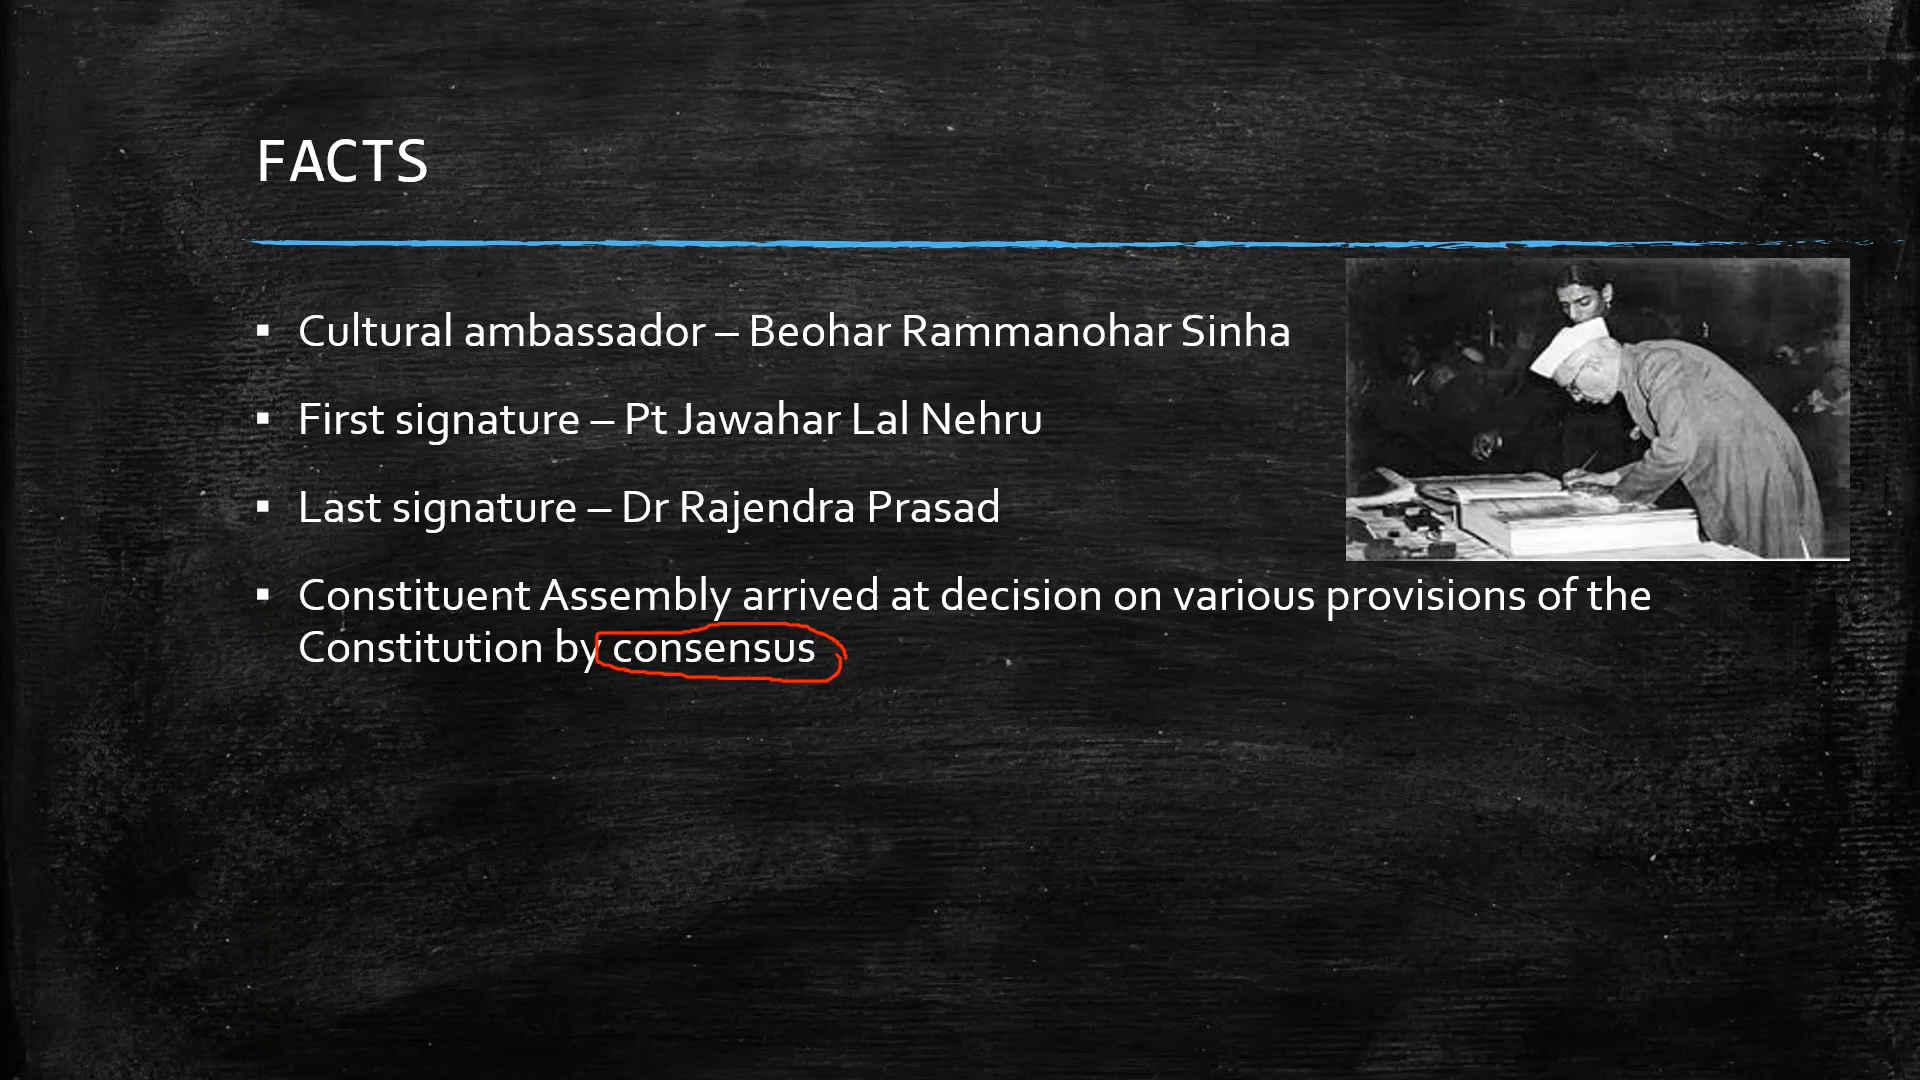 FACTS
▪ Cultural ambassador – Beohar Rammanohar Sinha
▪ First signature – Pt Jawahar Lal Nehru
▪ Last signature – Dr Rajendra Prasad
▪ Constituent Assembly arrived at decision on various provisions of the
Constitution by consensus